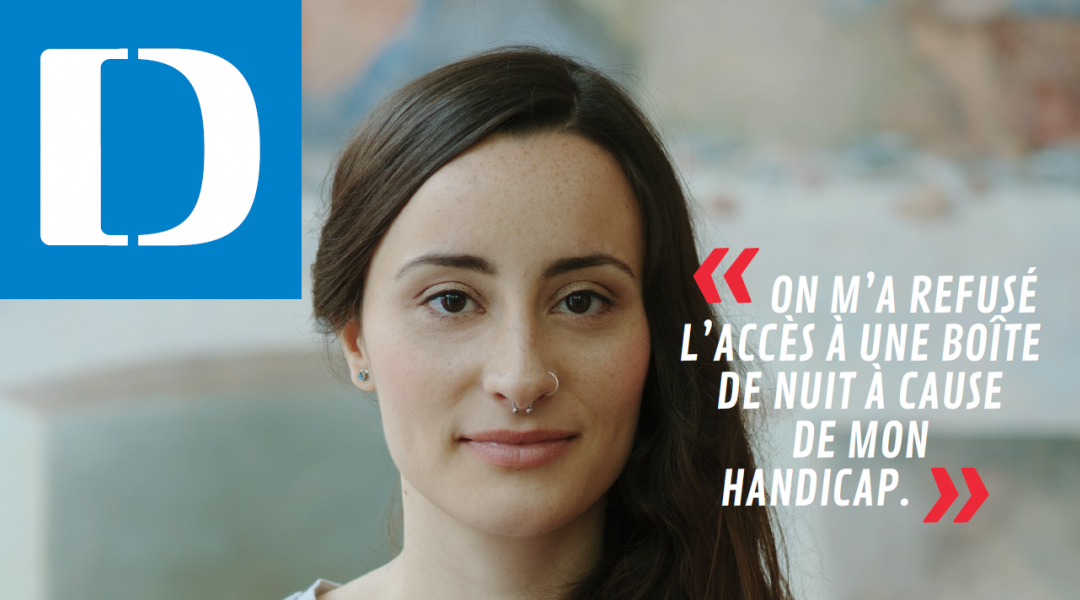 D
« ON M’A REFUSÉ
L’ACCÈS À UNE BOÎTE
DE NUIT À CAUSE
DE MON
HANDICAP. »